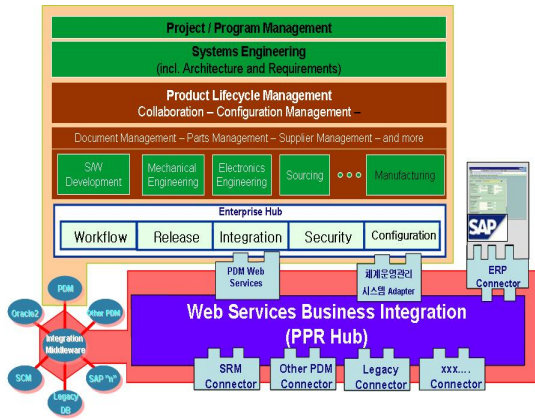 Project / Program Management
Systems Engineering
(incl. Architecture and Requirements)
Product Lifecycle Management
Collaboration – Configuration Management –
Document Management – Parts Management – Supplier Management – and more
S/W
Development
Mechanical
Engineering
Electronics
Engineering
Sourcing
Manufacturing
Enterprise Hub
Workflow
Release
Integration
Security
Configuration
SAP
PDM Web
Services
체계운영관리
시스템 Adapter
ERP
Connector
PDM
Oracle2
Other PDM
Integration
Middleware
SCM
SAP "n"
Legacy
DB
Web Services Business Integration
(PPR Hub)
SRM
Connector
Other PDM
Connector
Legacy
Connector
xxx....
Connector